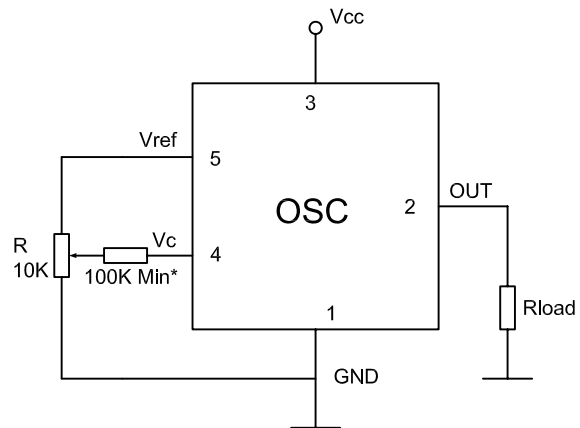 Vcc
3
Vref
5
OUT
2
OSC
R
10K
Vc
4
100K Min*
1
Rload
GND